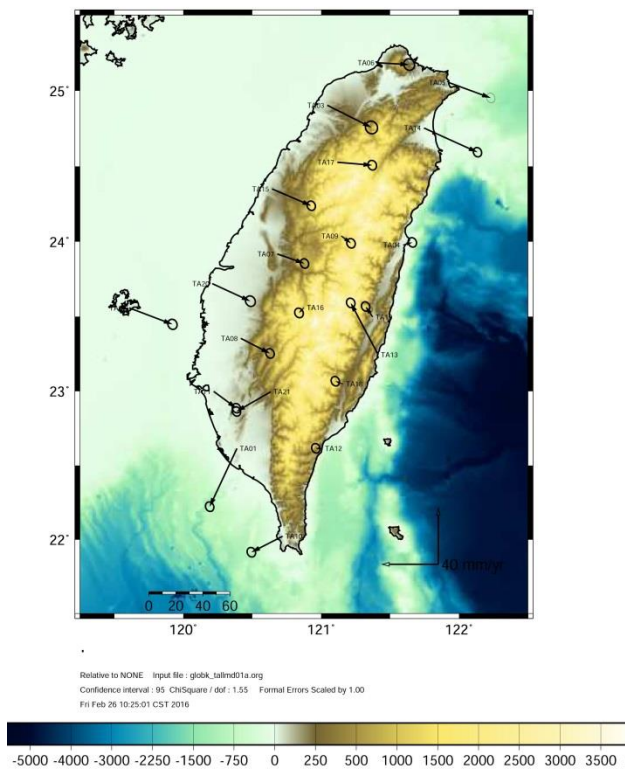 TA06
25°
TA05
TA03
TA14
TA17
TA15
24°
TA09
TA04
TA07
TA20
TA16
TA08
TA13
23°
TA18
TA21
TA01
TA12
22°
40 mm/yr
0 20 40 60
120° 121° 122°
Relative to NONE Input file : globk_tallmd01a.org
Confidence interval : 95 ChiSquare / dof : 1.55 Formal Errors Scaled by 1.00
Fri Feb 26 10:25:01 CST 2016
-5000 -4000 -3000 -2250 -1250 -750 0 250 500 1000 1500 2000 2500 3000 3500